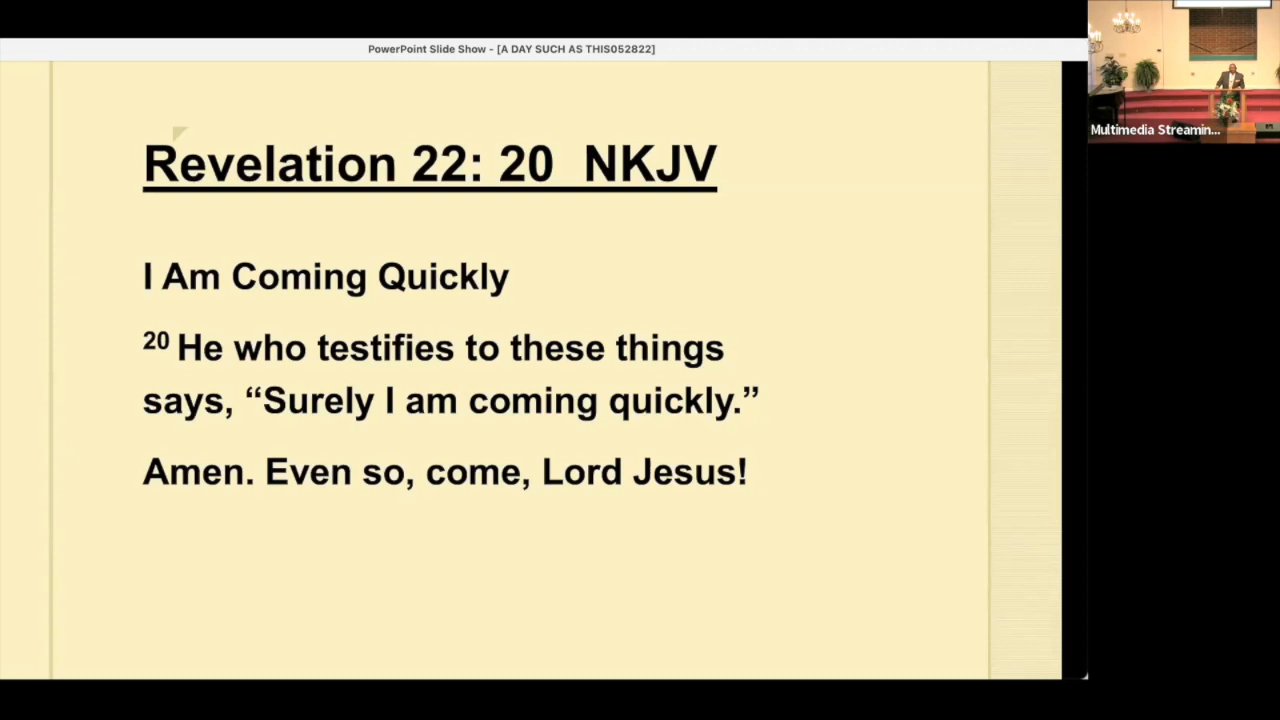 PowerPoint Slide Show - [A DAY SUCH AS THIS052822]
Revelation 22: 20  NKJV
I Am Coming Quickly
20 He who testifies to these things
says, “Surely I am coming quickly.”
Amen. Even so, come, Lord Jesus!
Multimedia Streamin...